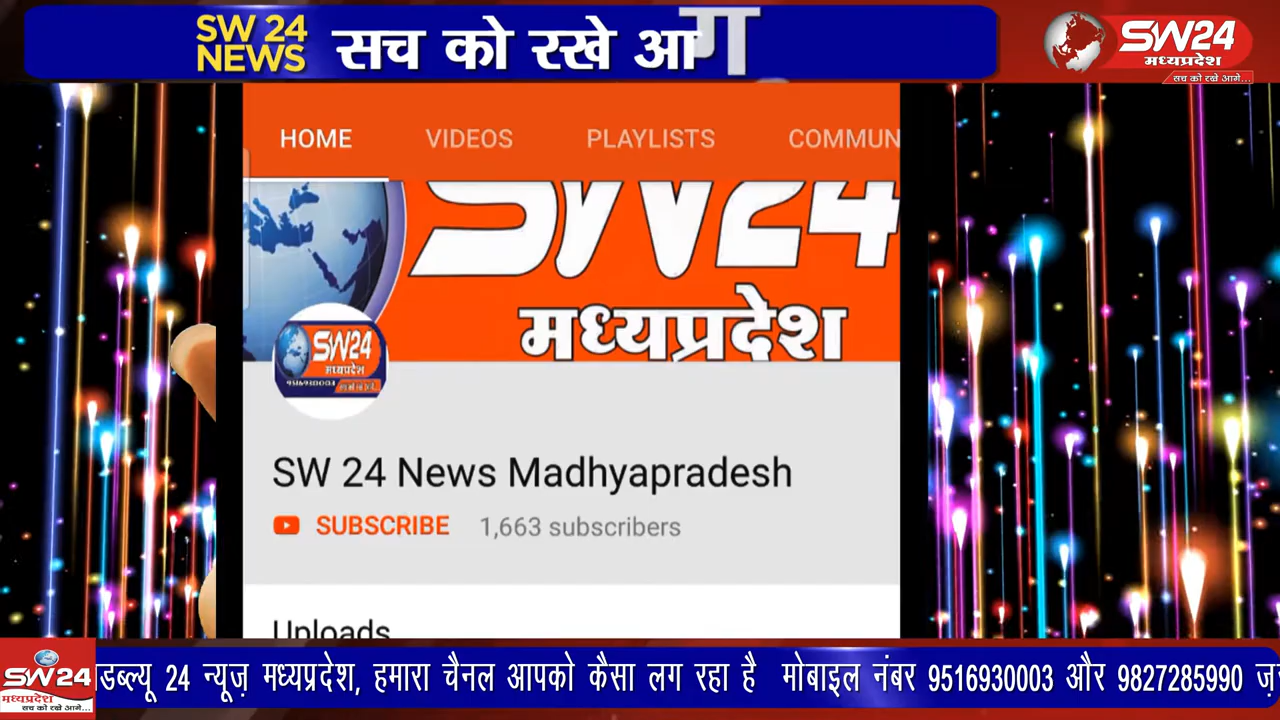 SW 24
NEWS
सच को रखे आग
SW24
मध्यप्रदेश
सच को रखे आगे...
HOME VIDEOS PLAYLISTS COMMUN
SW24
मध्यप्रदेश
SW24
मध्यप्रदेश
9516930003
SW 24 News Madhyapradesh
SUBSCRIBE 1,663 subscribers
Uploads
SW24
मध्यप्रदेश
सच को रखे आगे...
डब्ल्यू 24 न्यूज़ मध्यप्रदेश, हमारा चैनल आपको कैसा लग रहा है मोबाइल नंबर 9516930003 और 9827285990 ज़